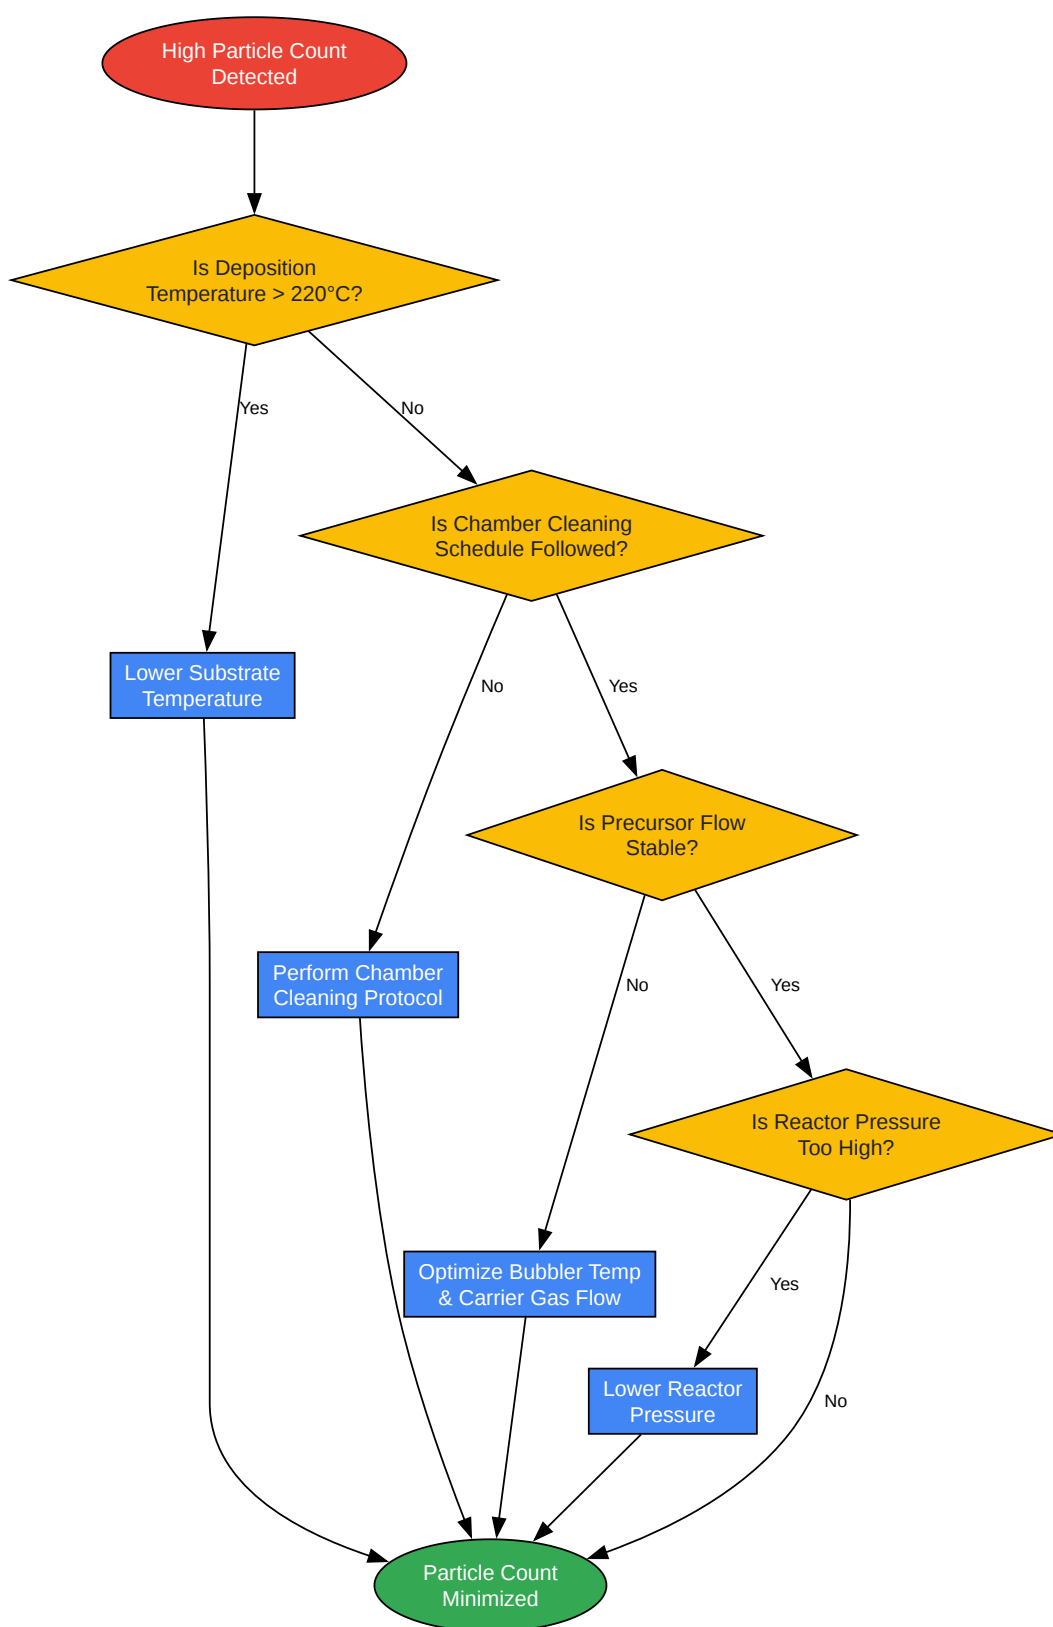 High Particle Count
Detected
Is Deposition
Temperature > 220°C?
Yes
No
Is Chamber Cleaning
Schedule Followed?
Lower Substrate
Temperature
No
Yes
Is Precursor Flow
Stable?
Perform Chamber
Cleaning Protocol
No
Yes
Is Reactor Pressure
Too High?
Optimize Bubbler Temp
& Carrier Gas Flow
Yes
Lower Reactor
Pressure
No
Particle Count
Minimized